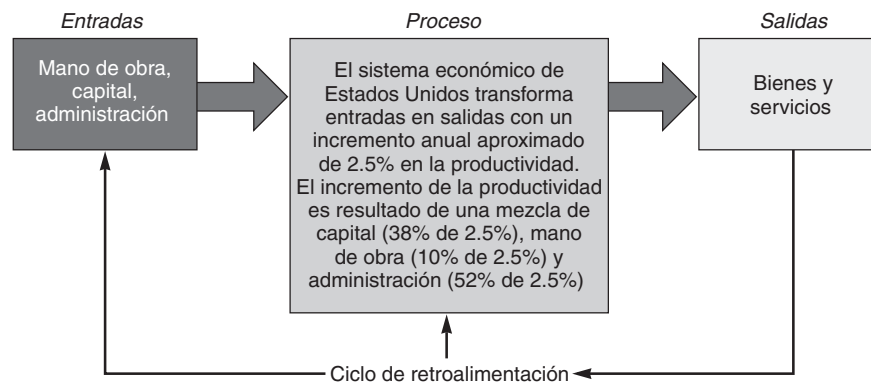 Entradas
Proceso
Salidas
Mano de obra,
capital,
administración
El sistema económico de
Estados Unidos transforma
entradas en salidas con un
incremento anual aproximado
de 2.5% en la productividad.
El incremento de la productividad
es resultado de una mezcla de
capital (38% de 2.5%), mano
de obra (10% de 2.5%) y
administración (52% de 2.5%)
Bienes y
servicios
Ciclo de retroalimentación